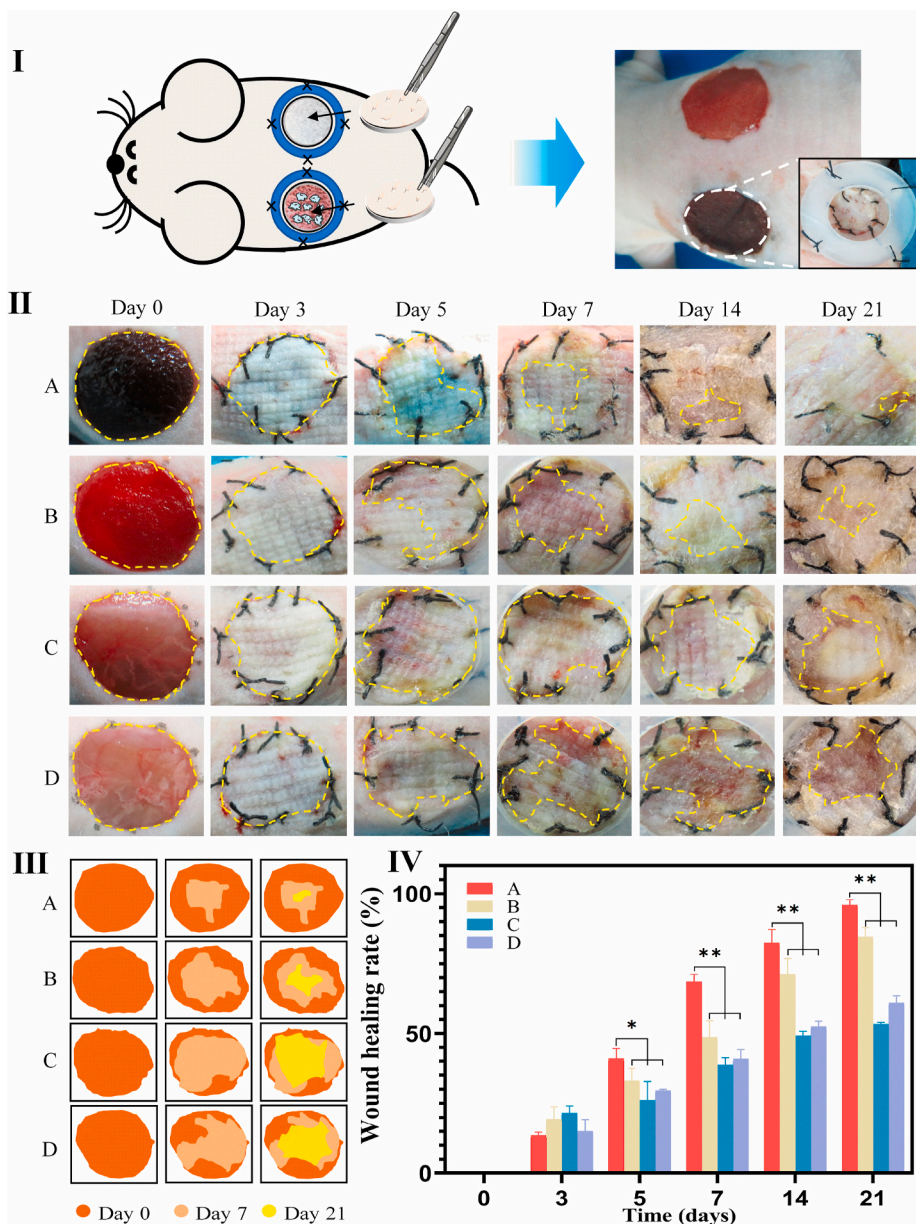 I
II
Day 0 Day 3 Day 5 Day 7 Day 14 Day 21
A
B
C
D
III
A
B
C
D
Day 0 Day 7 Day 21
IV
Wound healing rate (%)
100
50
0
A
B
C
D
*
**
**
**
0 3 5 7 14 21
Time (days)